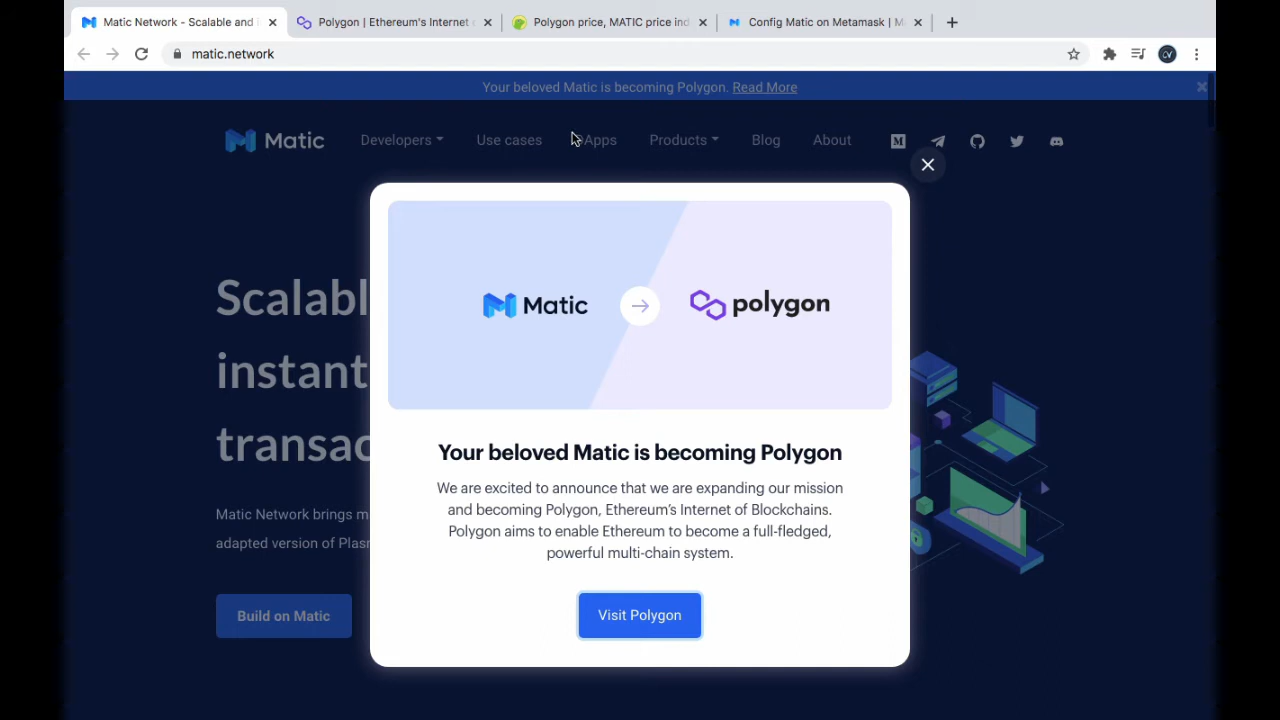 Matic Network - Scalable and
Polygon | Ethereum's Internet
Polygon price, MATIC price ind
Config Matic on Metamask | M
matic.network
Your beloved Matic is becoming Polygon. Read More
Matic
Developers
Use cases
DApps
Products
Blog
About
Matic
polygon
Scalabl
instant
transac
Your beloved Matic is becoming Polygon
We are excited to announce that we are expanding our mission
and becoming Polygon, Ethereum's Internet of Blockchains.
Polygon aims to enable Ethereum to become a full-fledged,
powerful multi-chain system.
Matic Network brings m
adapted version of Plasm
Build on Matic
Visit Polygon